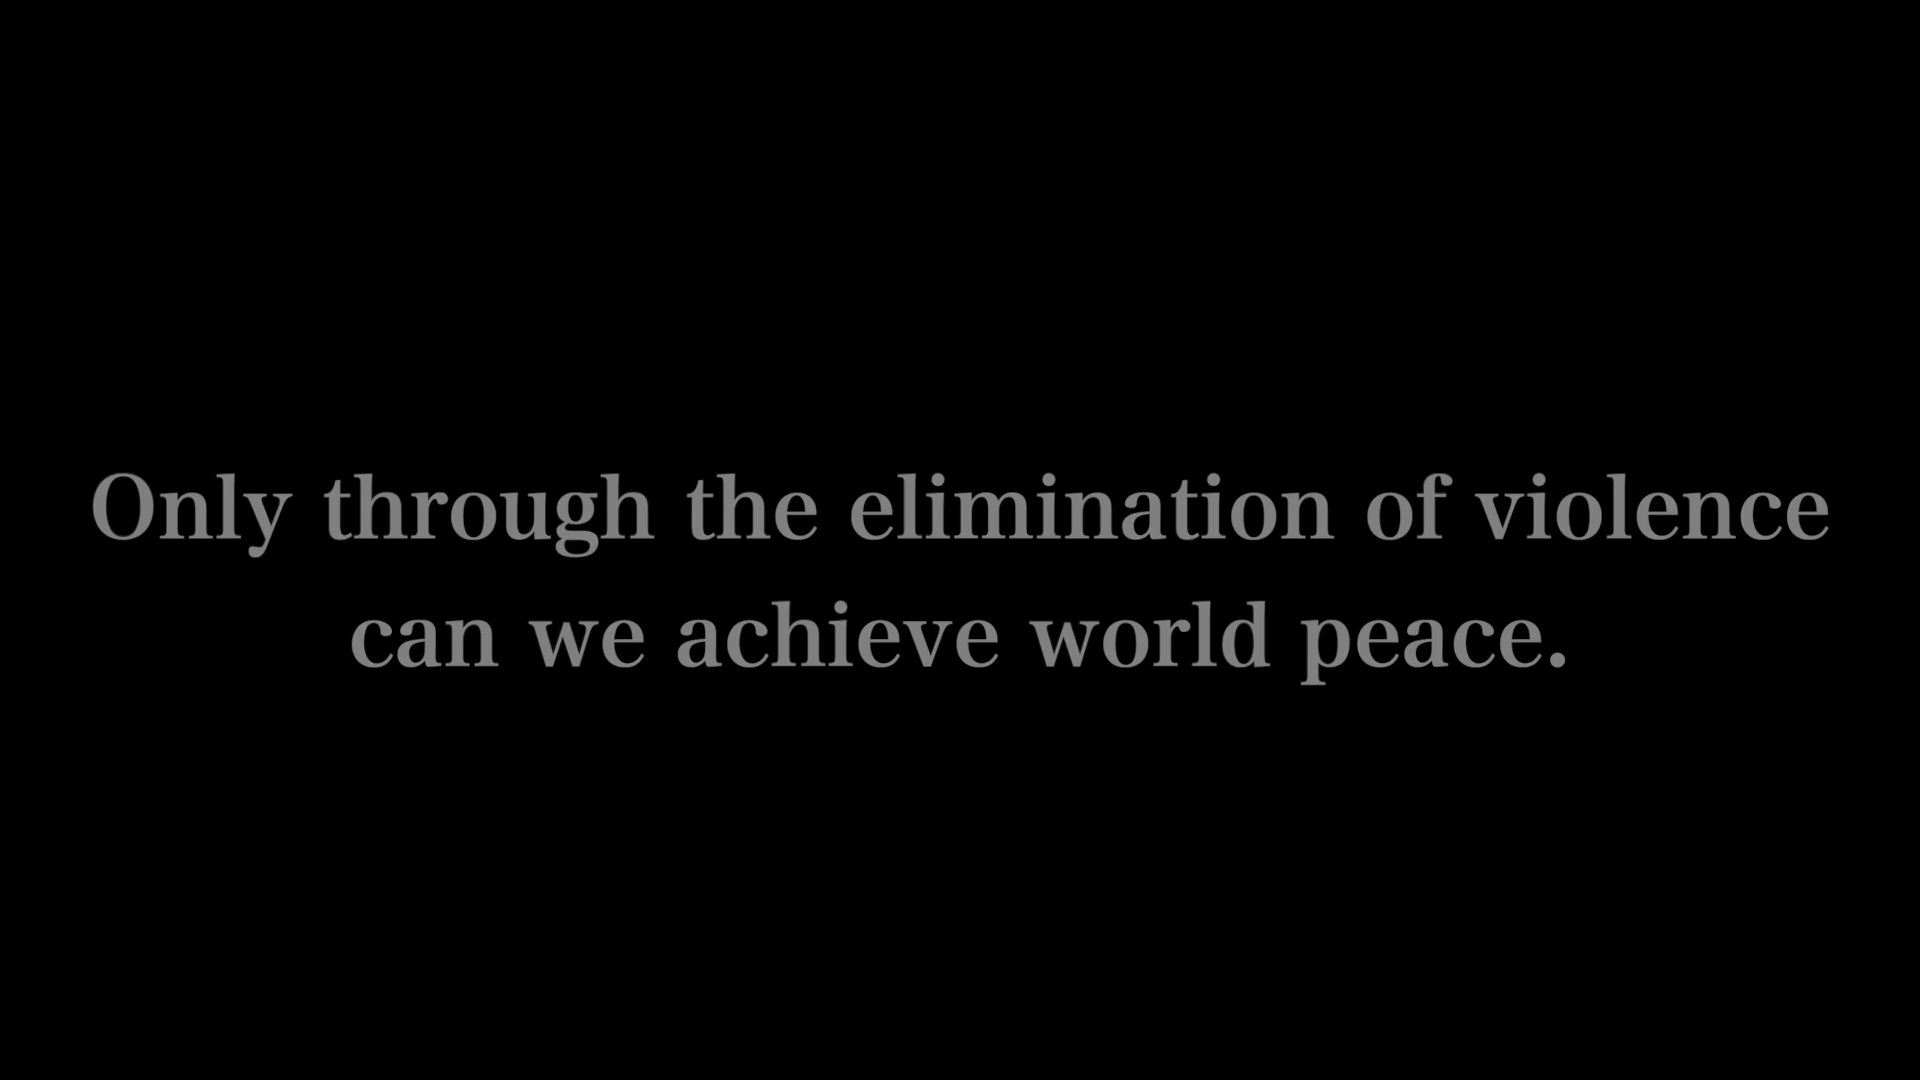 Only through the elimination of violence
can we achieve world peace.